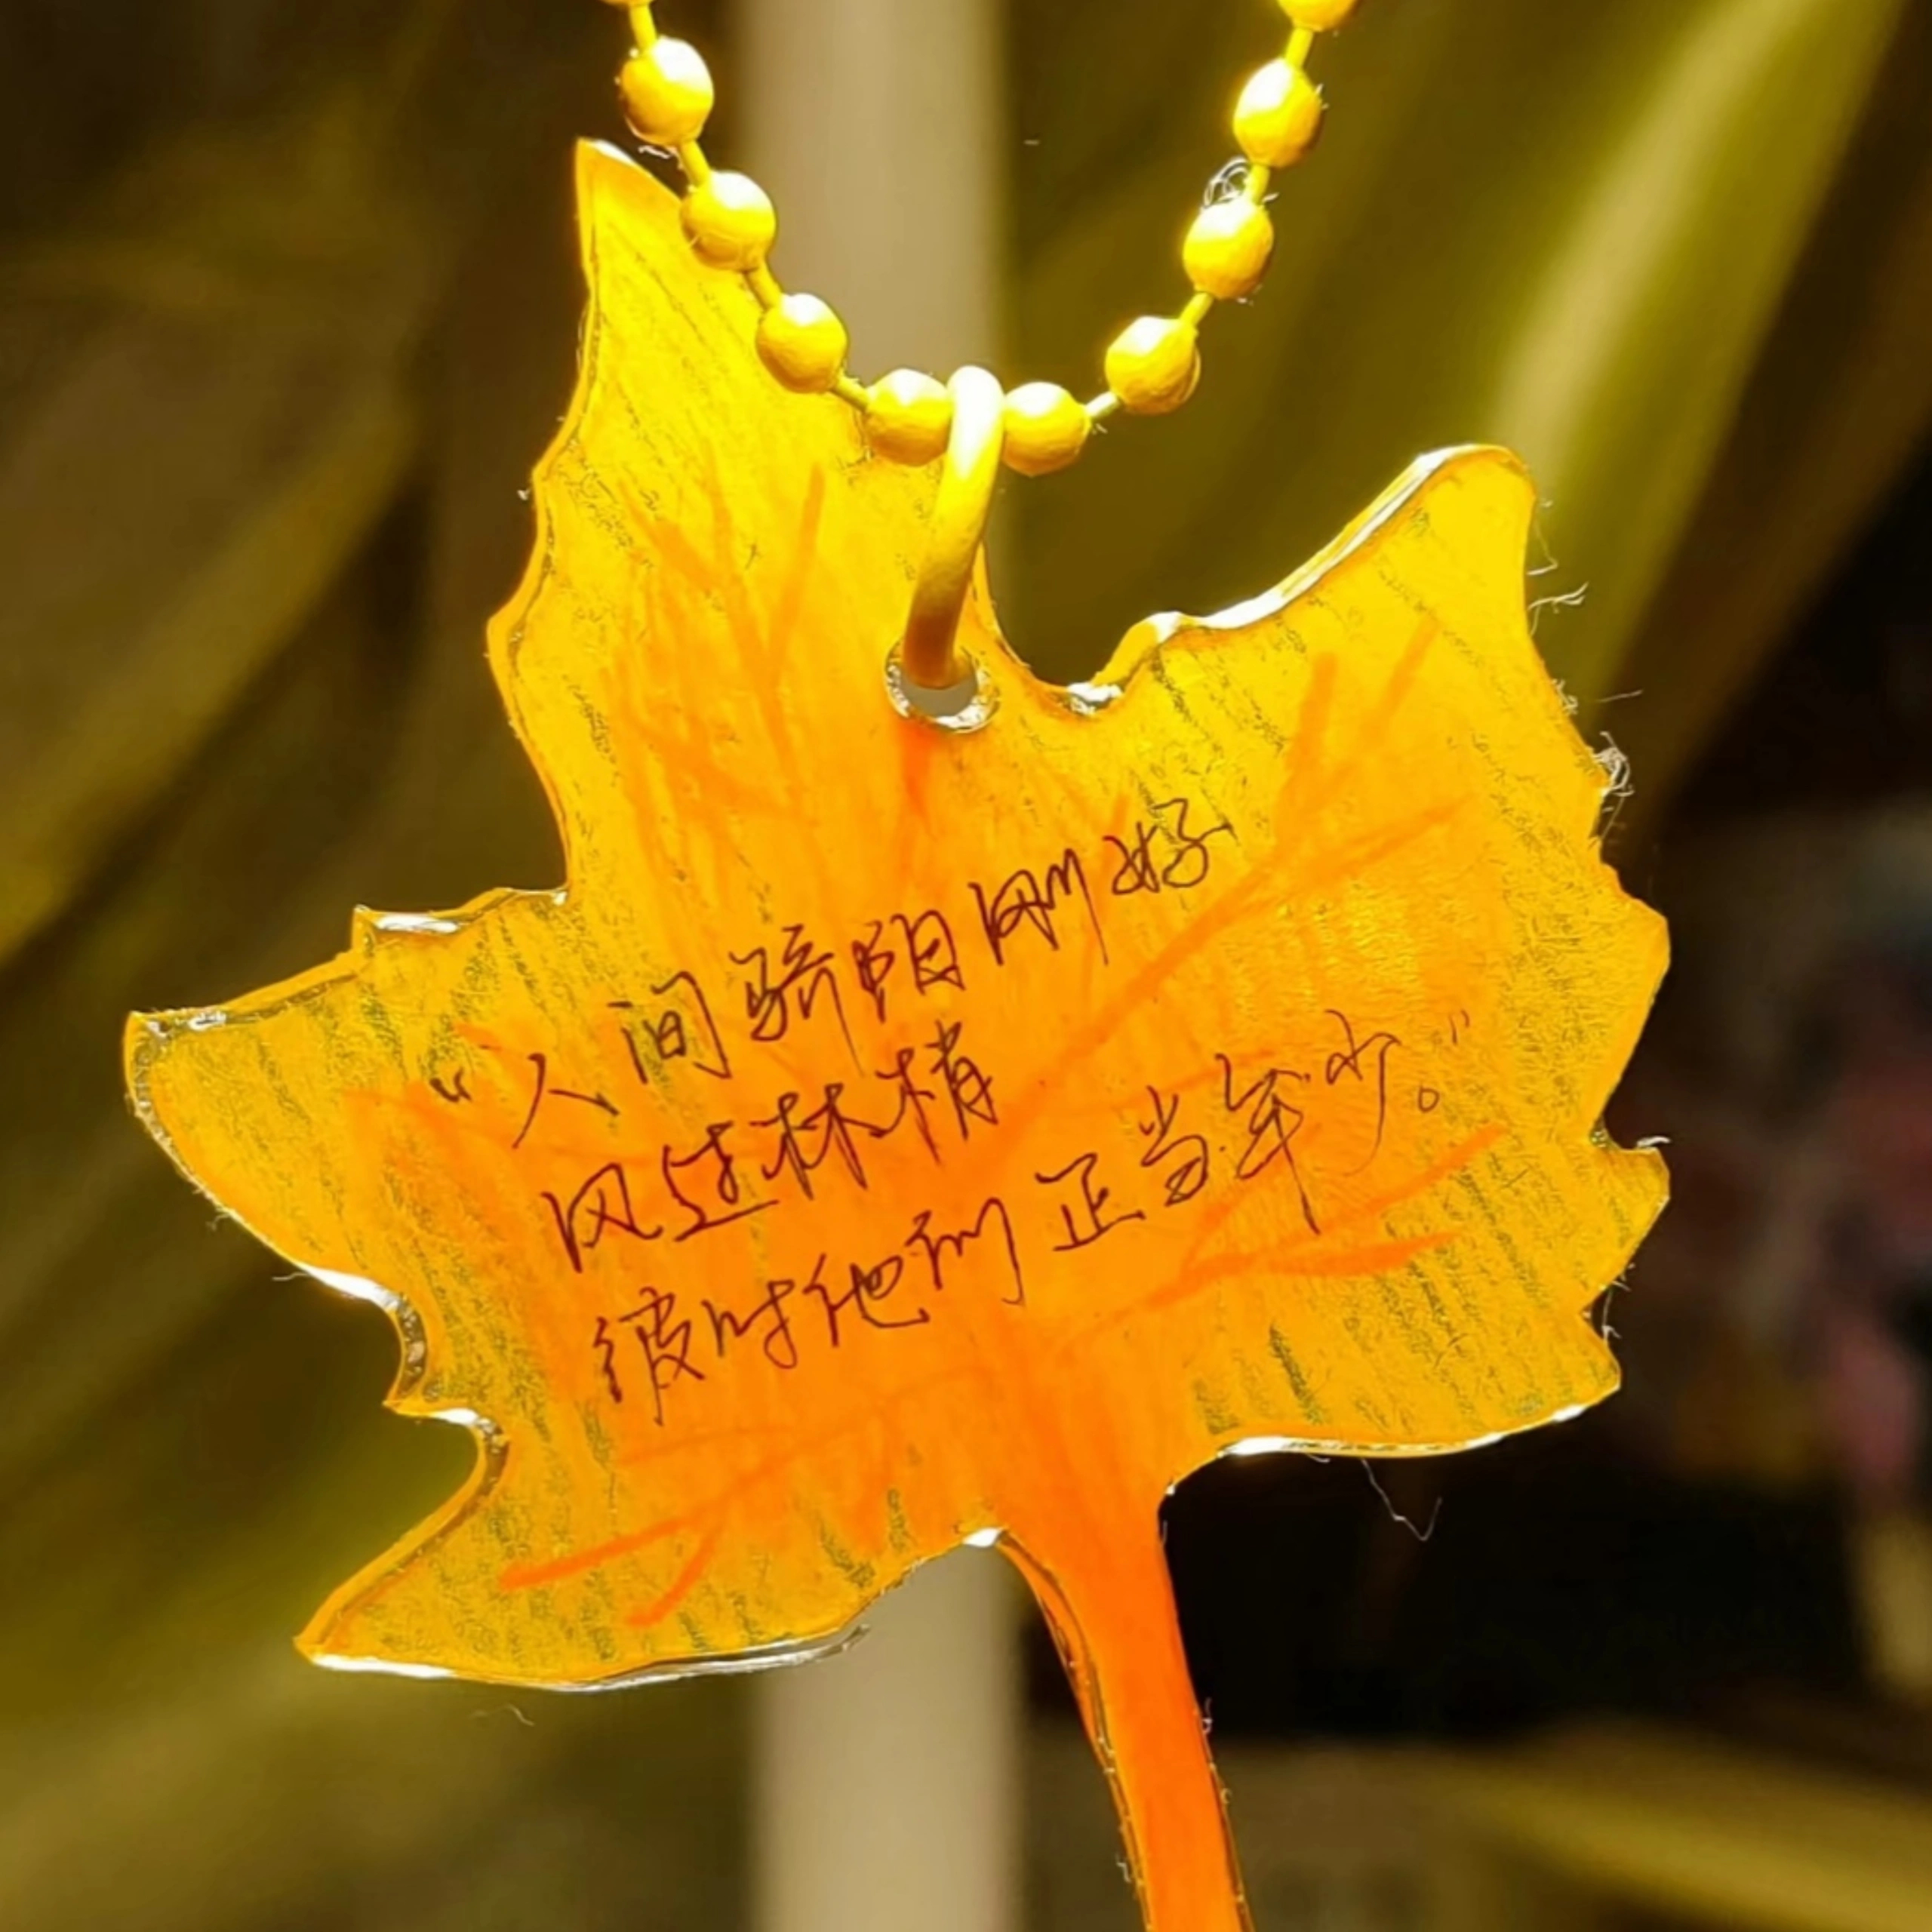 “人间骄阳刚好
风过林梢
彼时他们正当年少。”